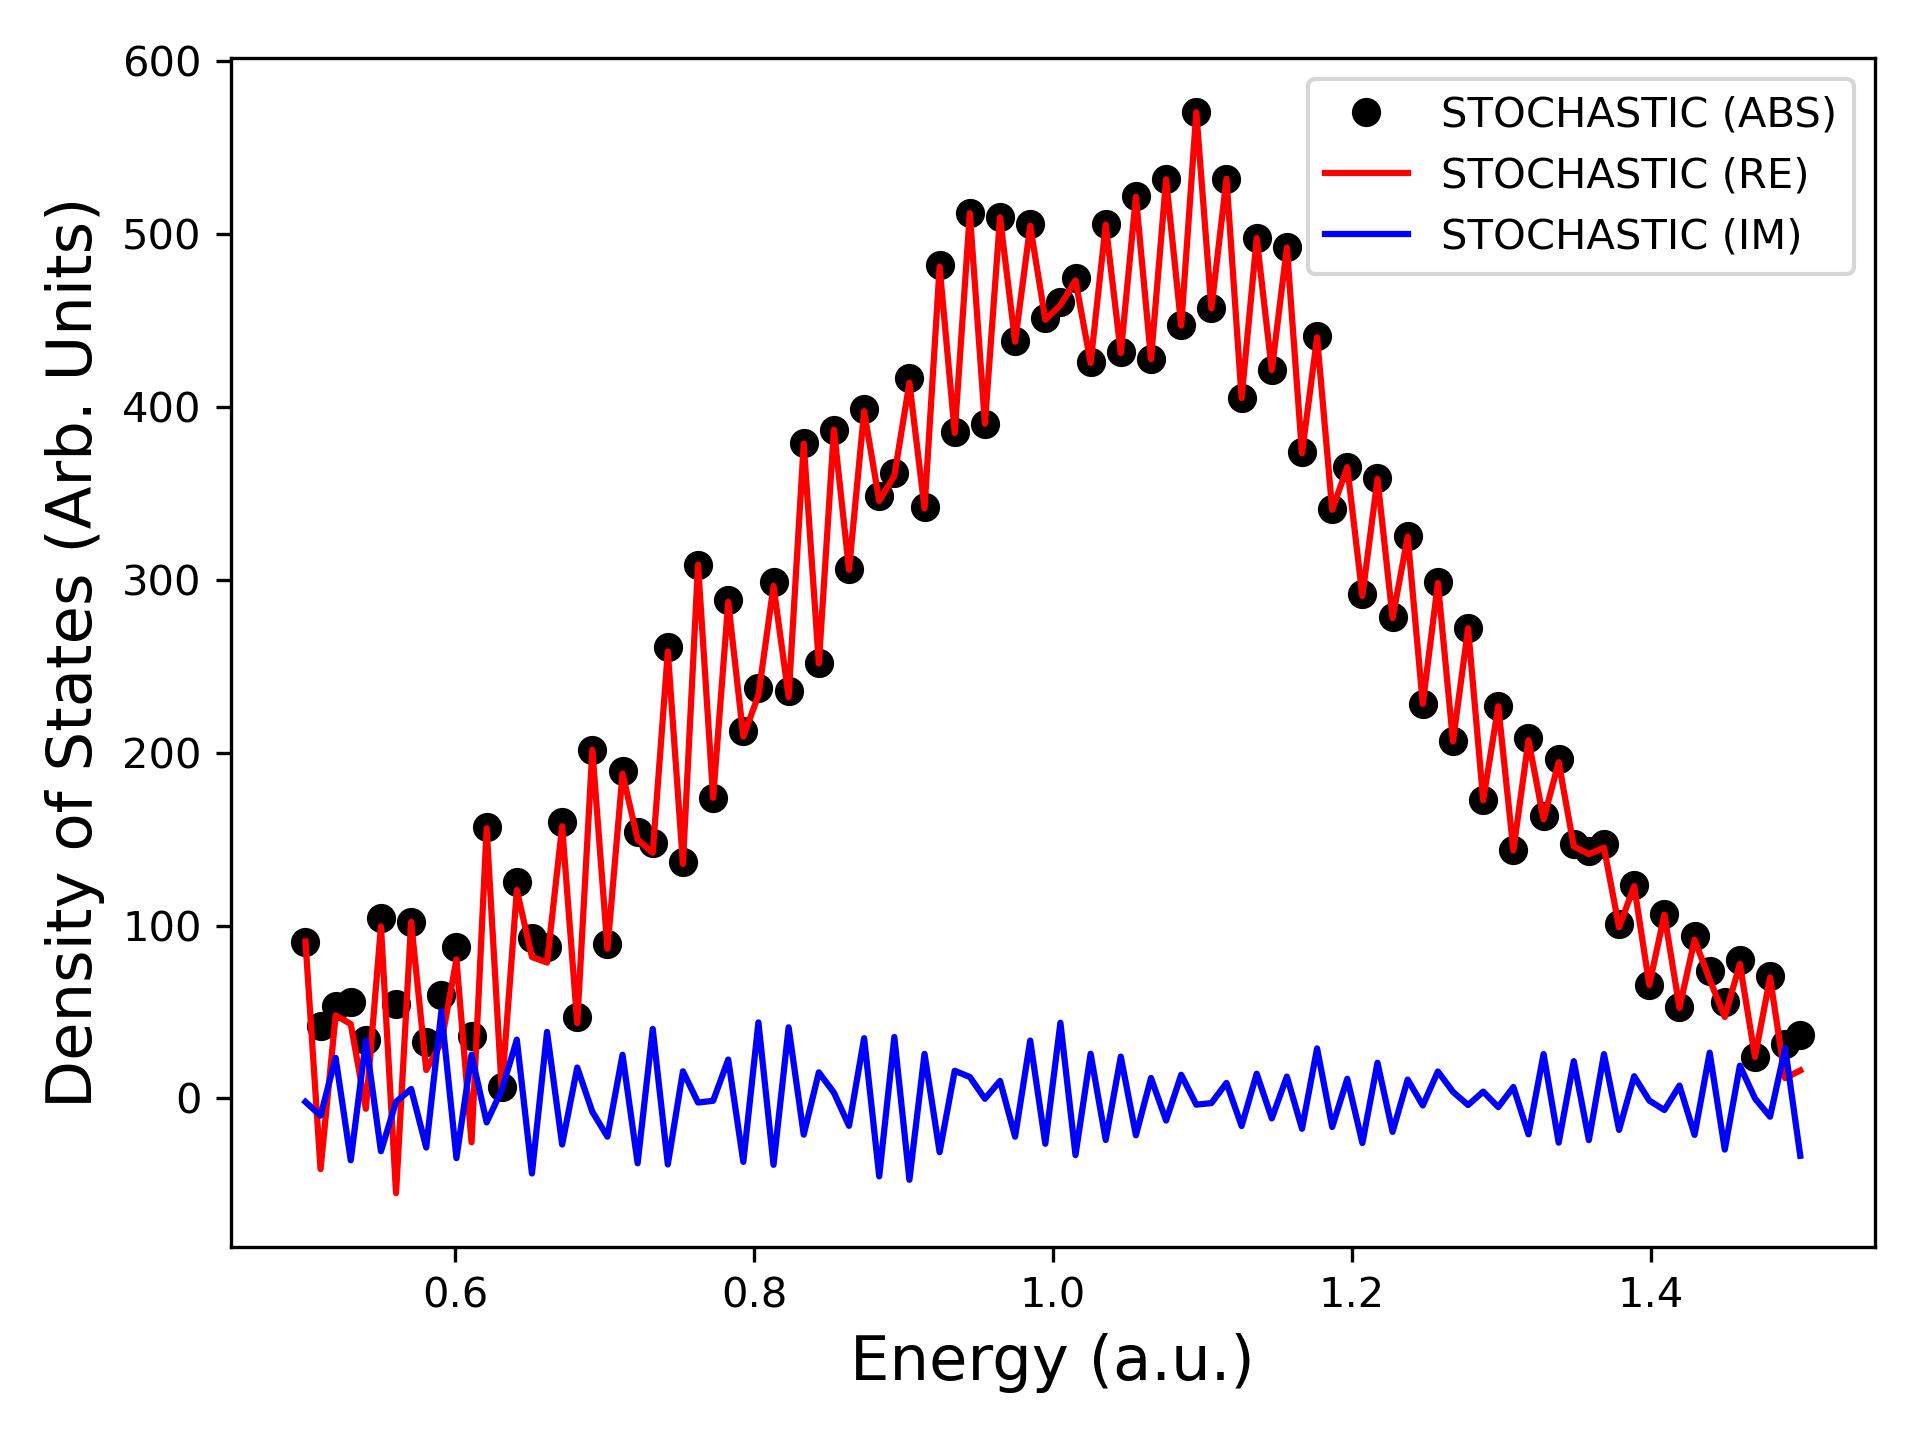 600
500
400
300
200
100
0
Density of States (Arb. Units)
STOCHASTIC (ABS)
STOCHASTIC (RE)
STOCHASTIC (IM)
0.6
0.8
1.0
1.2
1.4
Energy (a.u.)